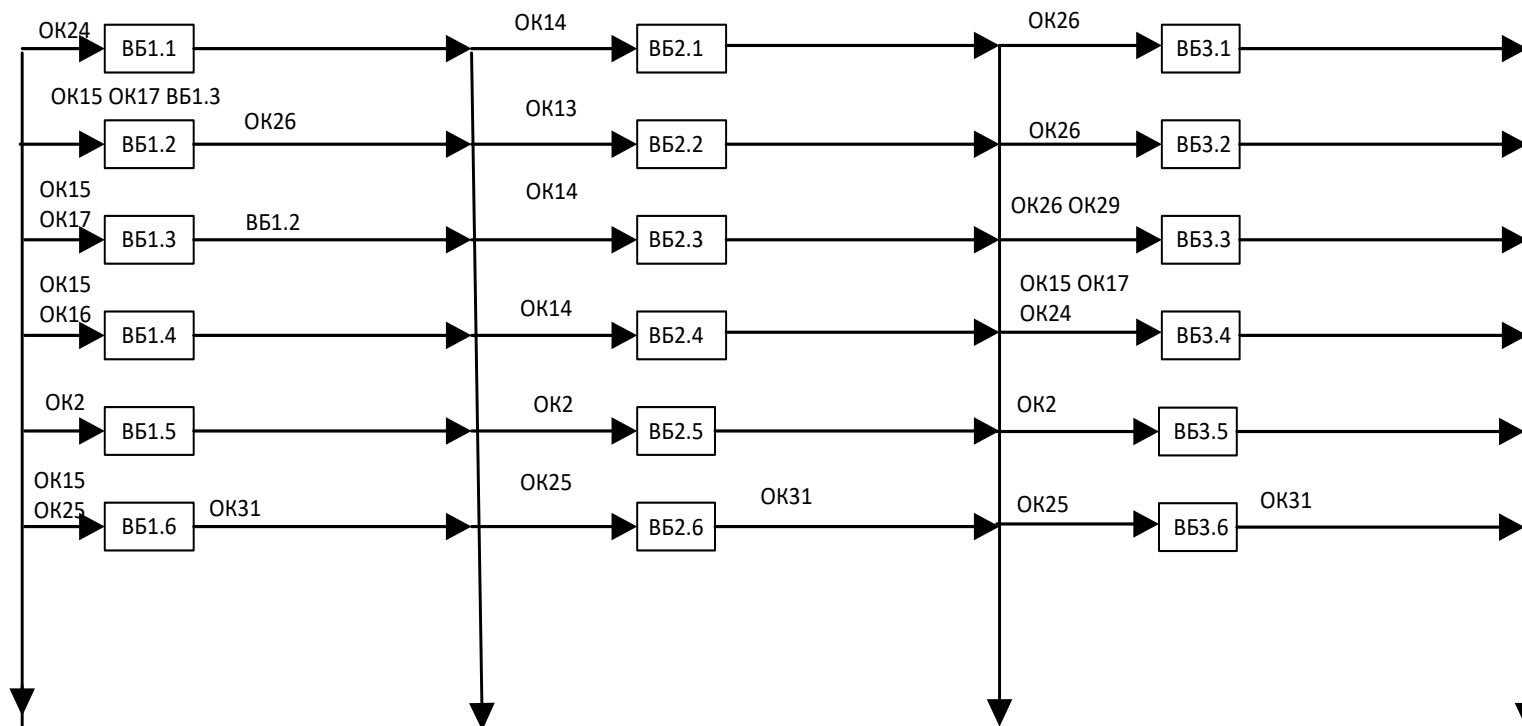 ОК24
ВБ1.1
ОК14
ВБ2.1
ОК26
ВБ3.1
ОК15 ОК17 ВБ1.3
ВБ1.2
ОК26
ОК13
ВБ2.2
ОК26
ВБ3.2
ОК15
ОК17
ВБ1.3
ВБ1.2
ОК14
ВБ2.3
ОК26 ОК29
ВБ3.3
ОК15
ОК16
ВБ1.4
ОК14
ВБ2.4
ОК15 ОК17
ОК24
ВБ3.4
ОК2
ВБ1.5
ОК2
ВБ2.5
ОК2
ВБ3.5
ОК15
ОК25
ВБ1.6
ОК31
ОК25
ВБ2.6
ОК31
ОК25
ВБ3.6
ОК31